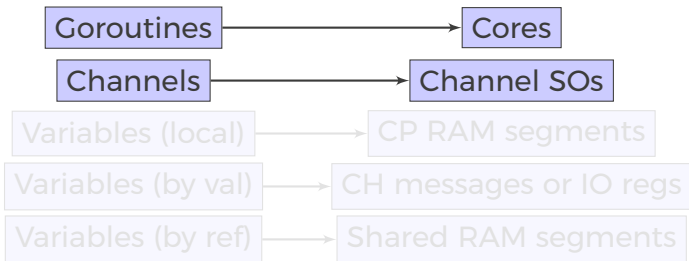 Goroutines Cores
Channels Channel SOs
Variables (local) CP RAM segments
Variables (by val) CH messages or IO regs
Variables (by ref) Shared RAM segments